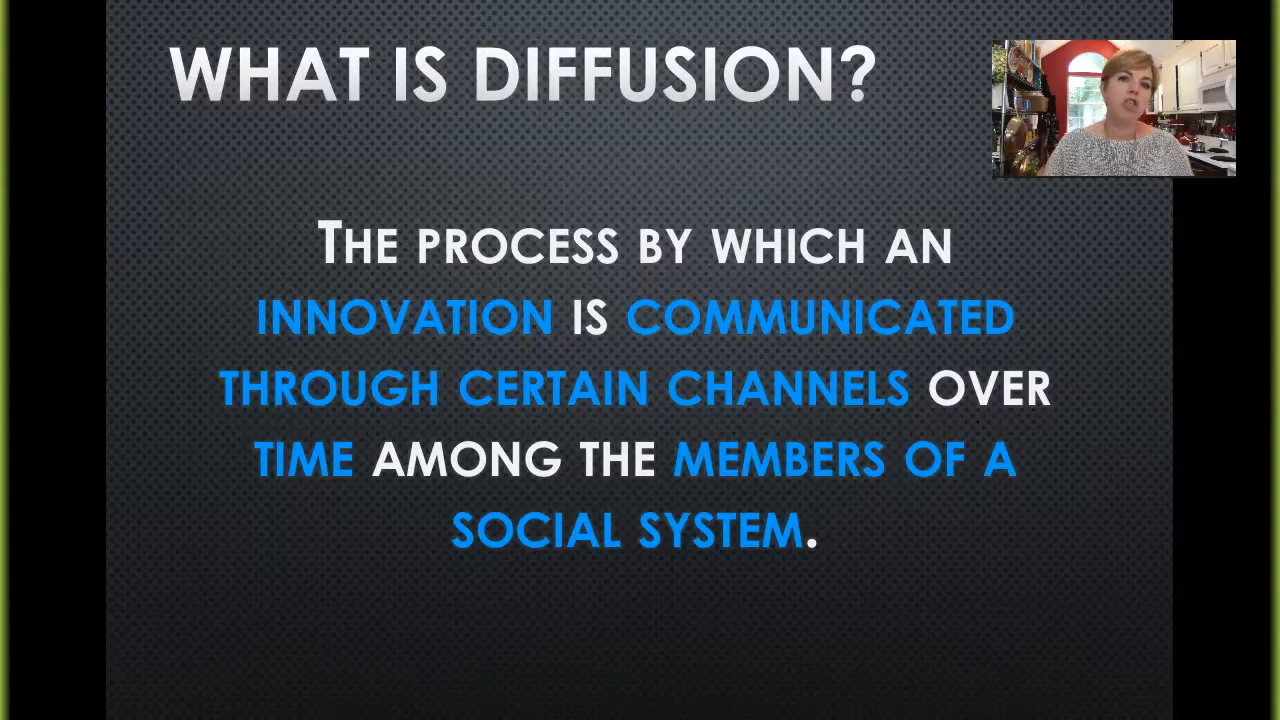 WHAT IS DIFFUSION?
THE PROCESS BY WHICH AN
INNOVATION IS COMMUNICATED
THROUGH CERTAIN CHANNELS OVER
TIME AMONG THE MEMBERS OF A
SOCIAL SYSTEM.